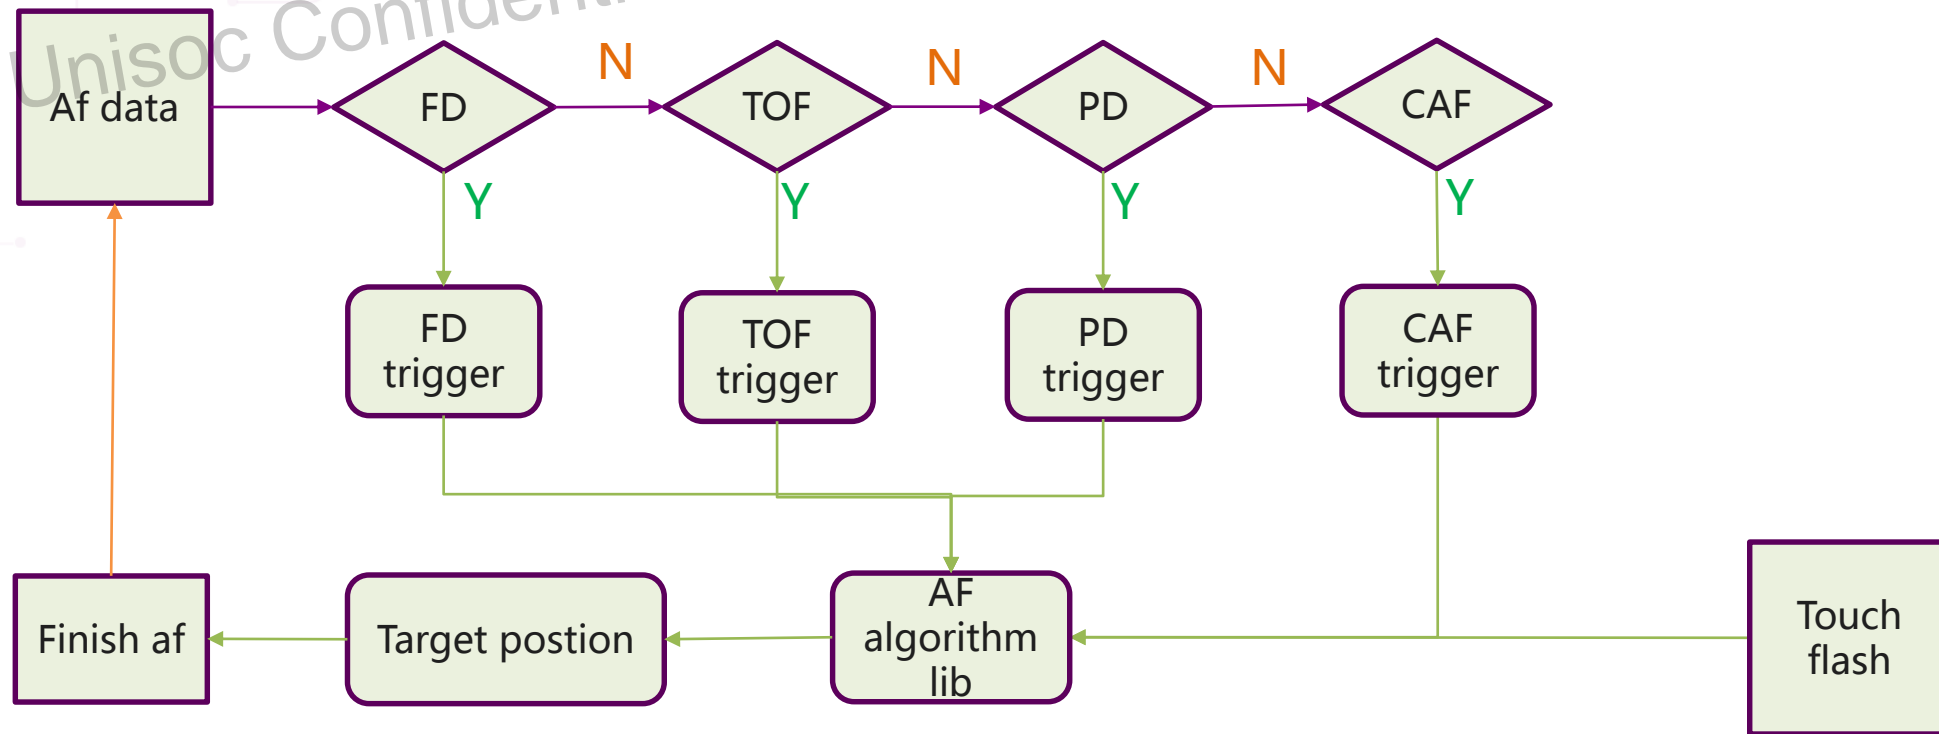 Unisoc Confidenti
Af data
FD
N
TOF
N
PD
N
CAF
Y
Y
Y
Y
FD
trigger
TOF
trigger
PD
trigger
CAF
trigger
Finish af
Target postion
AF
algorithm
lib
Touch
flash